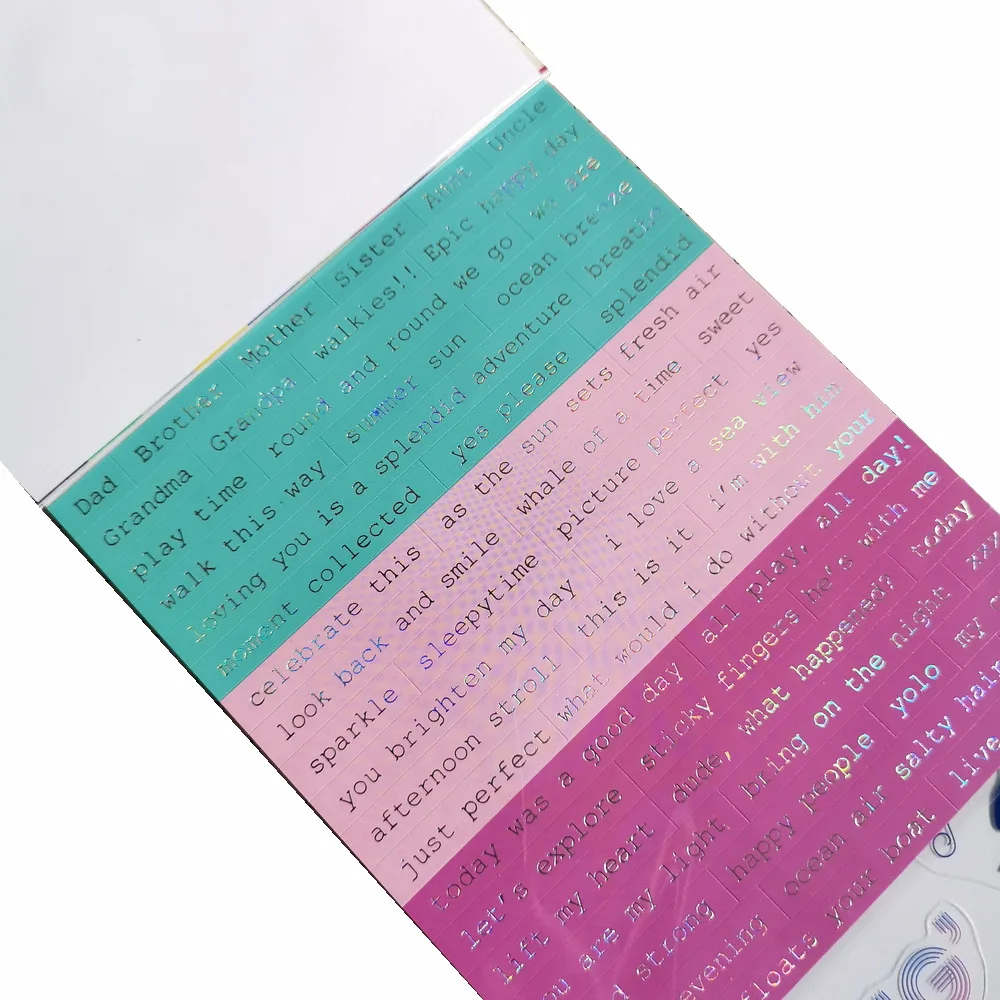 Dad Brother Mother Sister Aunt Uncle
Grandma Grandpa walkies!! Epic happy day
play time round and round we go we are
walk this way summer sun ocean breeze
loving you is a splendid adventure breathe
moment collected yes please splendid
celebrate this as the sun sets fresh air
look back and smile whale of a time sweet
sparkle sleepytime picture perfect yes
you brighten my day i love a sea view
afternoon stroll this is it i'm with him
just perfect what would i do without your
today was a good day all play, all day!
let's explore sticky fingers he's with me
lift my heart dude, what happened? today
you are my light bring on the night xxx
strong happy people yolo my
evening ocean air salty hair
floats your boat live